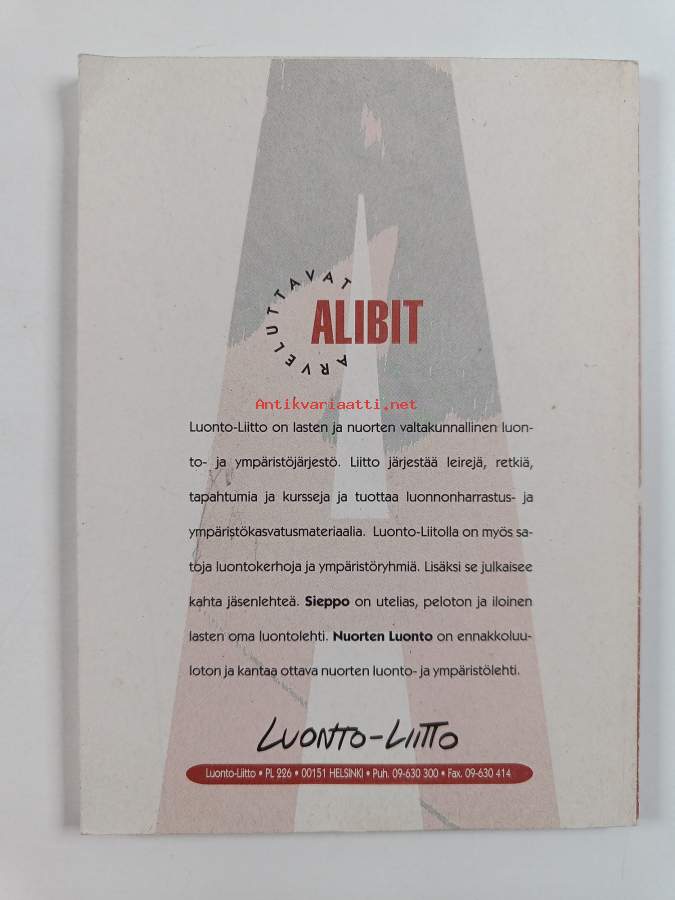 ARVELUTTAVAT
ALIBIT
Antikvariaatti.net
Luonto-Liitto on lasten ja nuorten valtakunnallinen luon-
to- ja ympäristöjärjestö. Liitto järjestää leirejä, retkiä,
tapahtumia ja kursseja ja tuottaa luonnonharrastus- ja
ympäristökasvatusmateriaalia. Luonto-Liitolla on myös sa-
toja luontokerhoja ja ympäristöryhmiä. Lisäksi se julkaisee
kahta jäsenlehteä. Sieppo on utelias, peloton ja iloinen
lasten oma luontolehti. Nuorten Luonto on ennakkoluu-
loton ja kantaa ottava nuorten luonto- ja ympäristölehti.
LUONTO-LIITTO
Luonto-Liitto • PL 226 • 00151 HELSINKI • Puh. 09-630 300 • Fax. 09-630 414